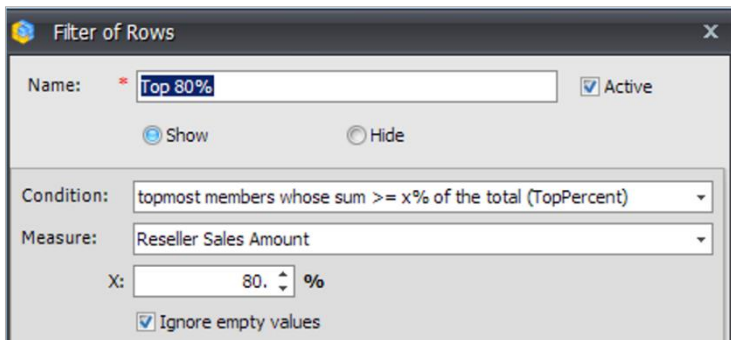 Filter of Rows x
Name: * Top 80% Active
Show Hide
Condition: topmost members whose sum >= x% of the total (TopPercent)
Measure: Reseller Sales Amount
X: 80. %
Ignore empty values